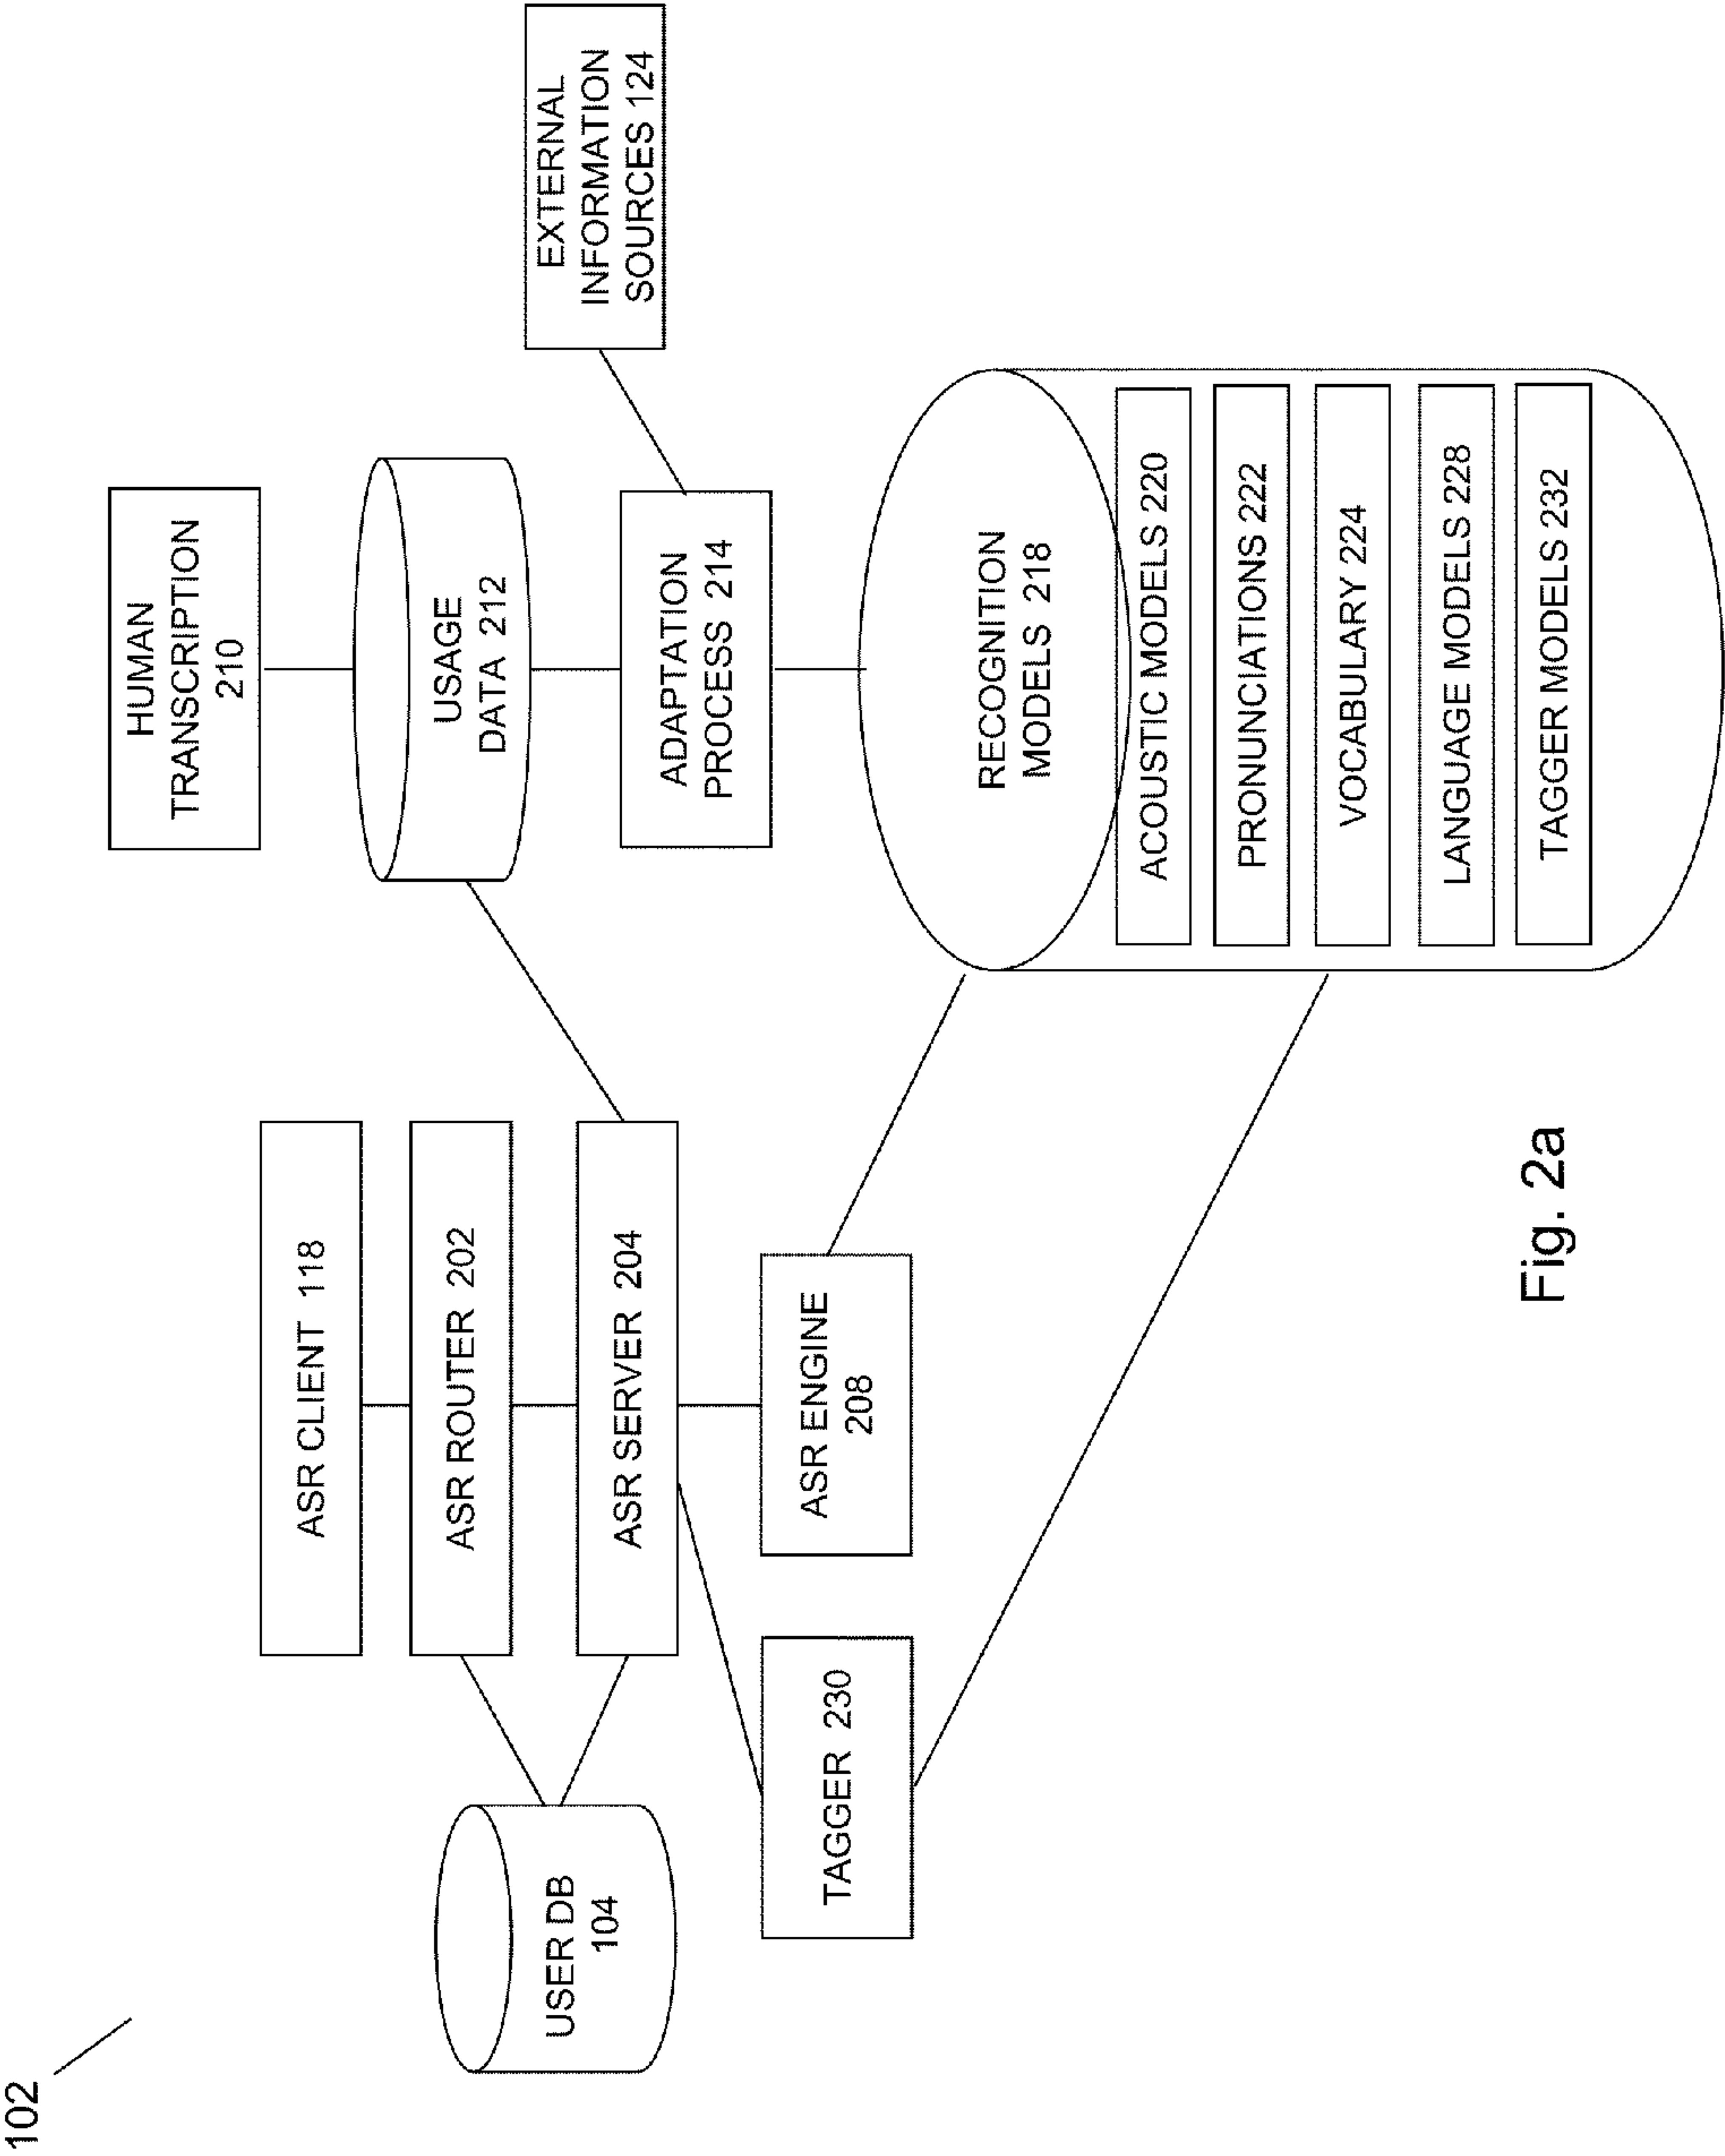 102
USER DB
104
ASR CLIENT 118
ASR ROUTER 202
ASR SERVER 204
TAGGER 230
ASR ENGINE
208
HUMAN
TRANSCRIPTION
210
USAGE
DATA 212
ADAPTATION
PROCESS 214
EXTERNAL
INFORMATION
SOURCES 124
RECOGNITION
MODELS 218
ACOUSTIC MODELS 220
PRONUNCIATIONS 222
VOCABULARY 224
LANGUAGE MODELS 228
TAGGER MODELS 232
Fig. 2a